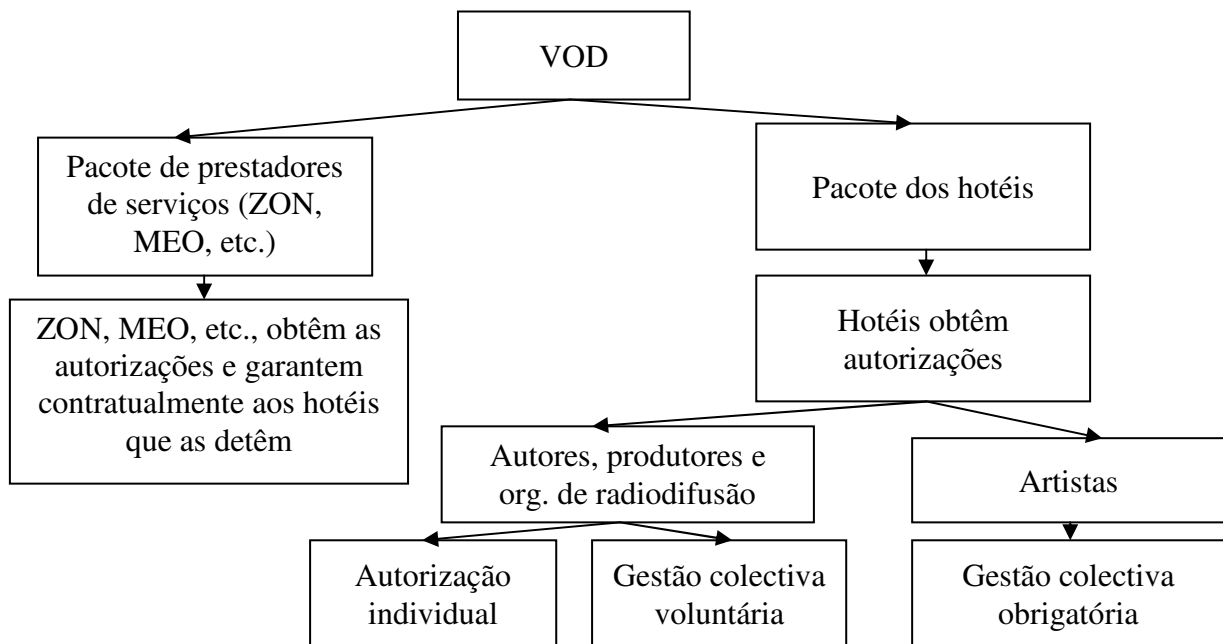 VOD
Pacote de prestadores
de serviços (ZON,
MEO, etc.)
Pacote dos hotéis
ZON, MEO, etc., obtêm as
autorizações e garantem
contratualmente aos hotéis
que as detêm
Hotéis obtêm
autorizações
Autores, produtores e
org. de radiodifusão
Artistas
Autorização
individual
Gestão colectiva
voluntária
Gestão colectiva
obrigatória